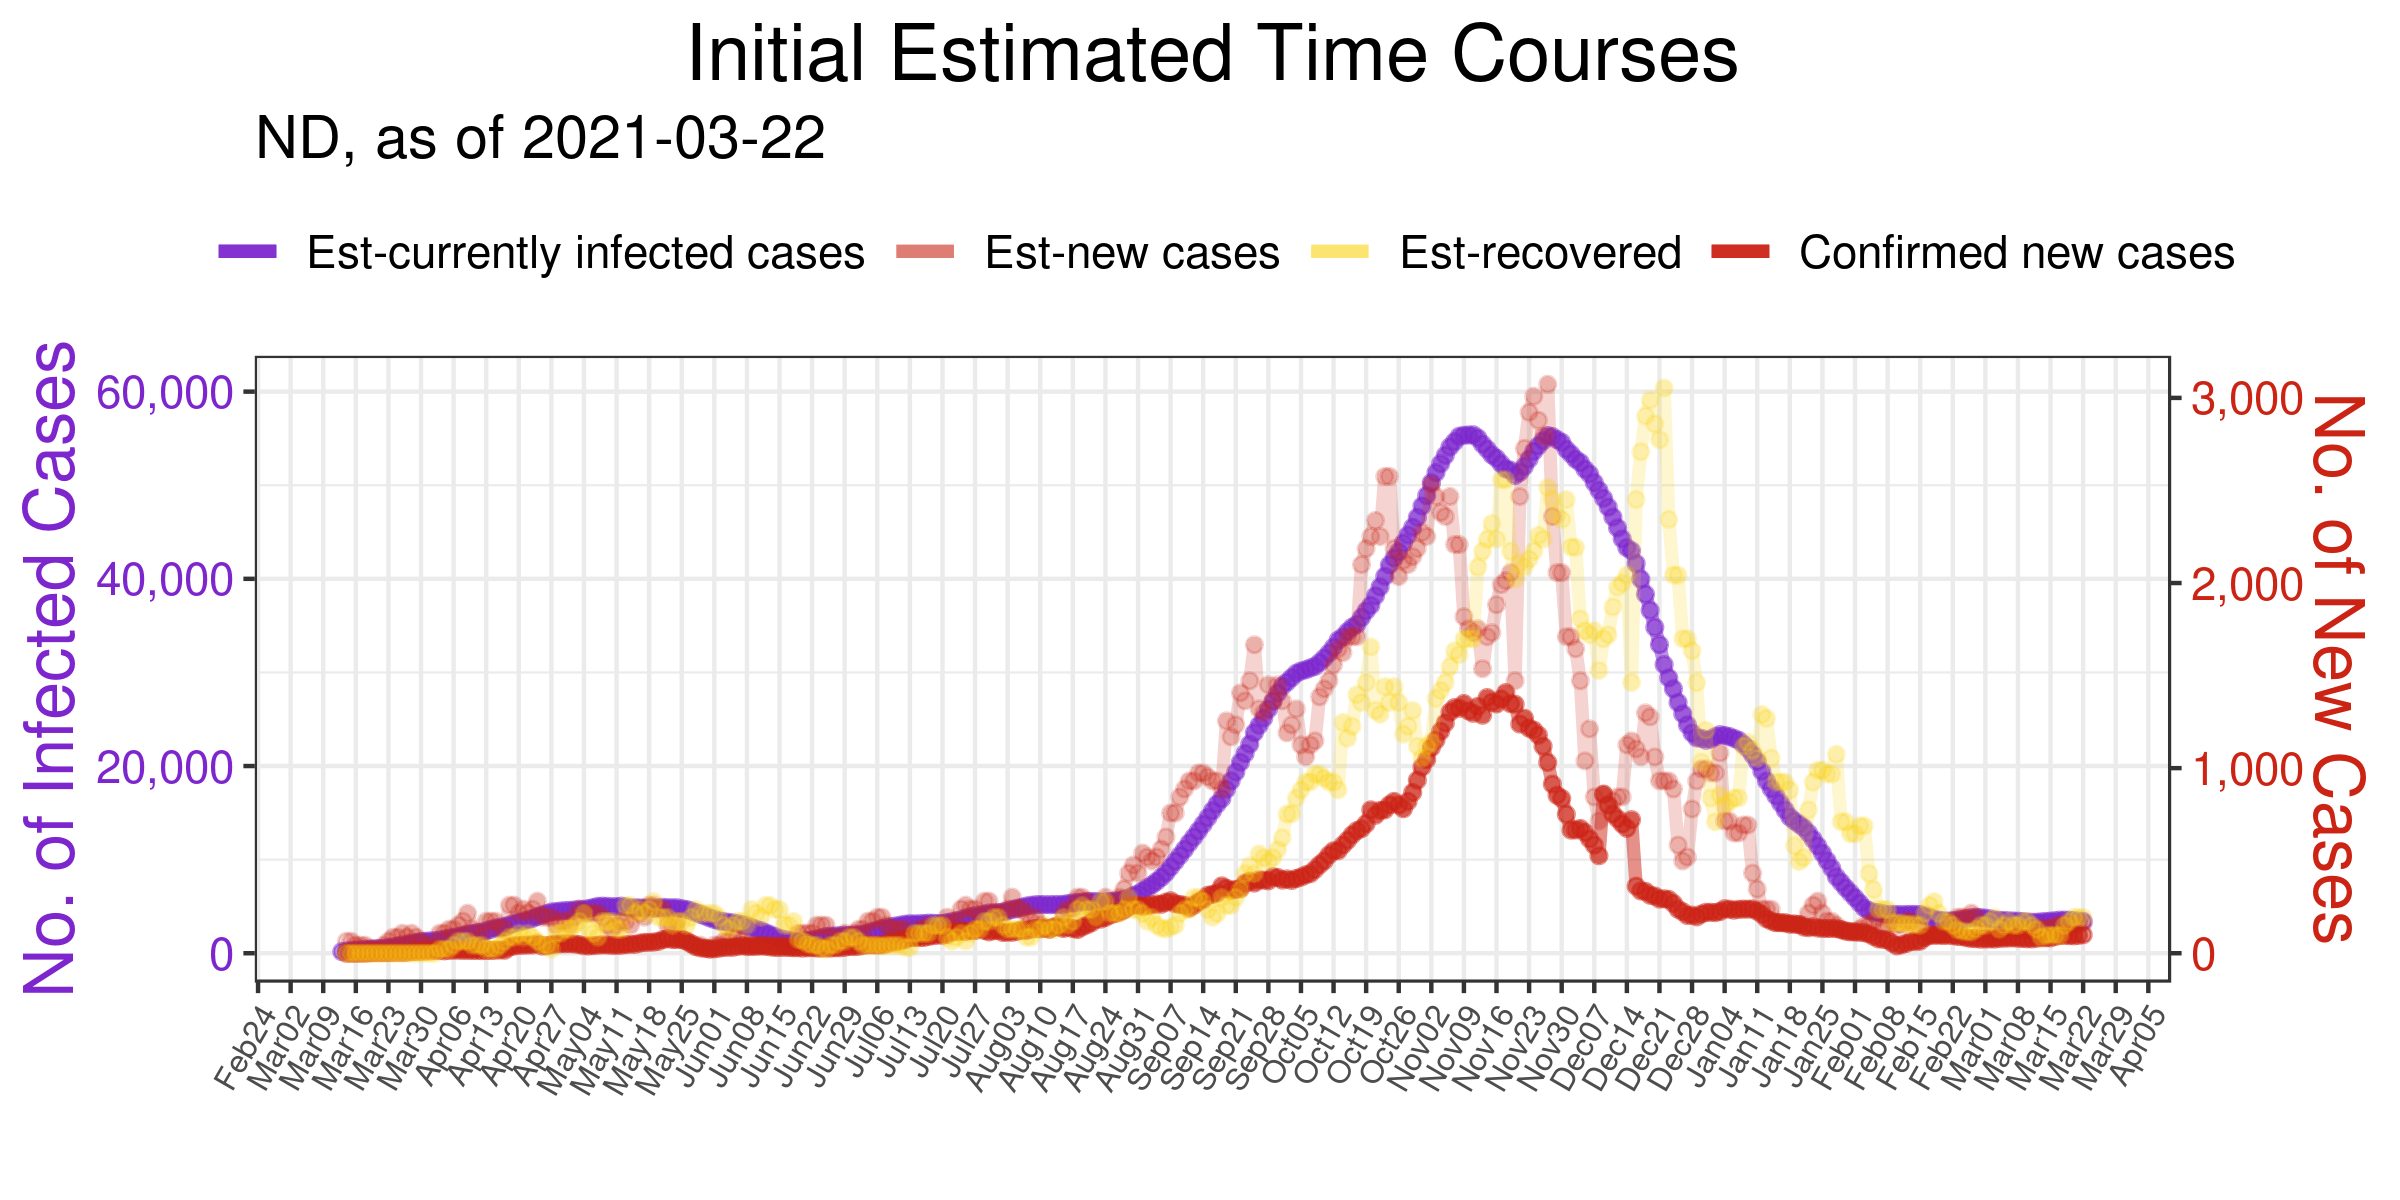 Initial Estimated Time Courses
ND, as of 2021-03-22
Est-currently infected cases
Est-new cases
Est-recovered
Confirmed new cases
No. of Infected Cases
60,000
40,000
20,000
0
3,000
2,000
1,000
0
No. of New Cases
Feb24
Mar02
Mar09
Mar16
Mar23
Mar30
Apr06
Apr13
Apr20
Apr27
May04
May11
May18
May25
Jun01
Jun08
Jun15
Jun22
Jun29
Jul06
Jul13
Jul20
Jul27
Aug03
Aug10
Aug17
Aug24
Aug31
Sep07
Sep14
Sep21
Sep28
Oct05
Oct12
Oct19
Oct26
Nov02
Nov09
Nov16
Nov23
Nov30
Dec07
Dec14
Dec21
Dec28
Jan04
Jan11
Jan18
Jan25
Feb01
Feb08
Feb15
Feb22
Mar01
Mar08
Mar15
Mar22
Mar29
Apr05